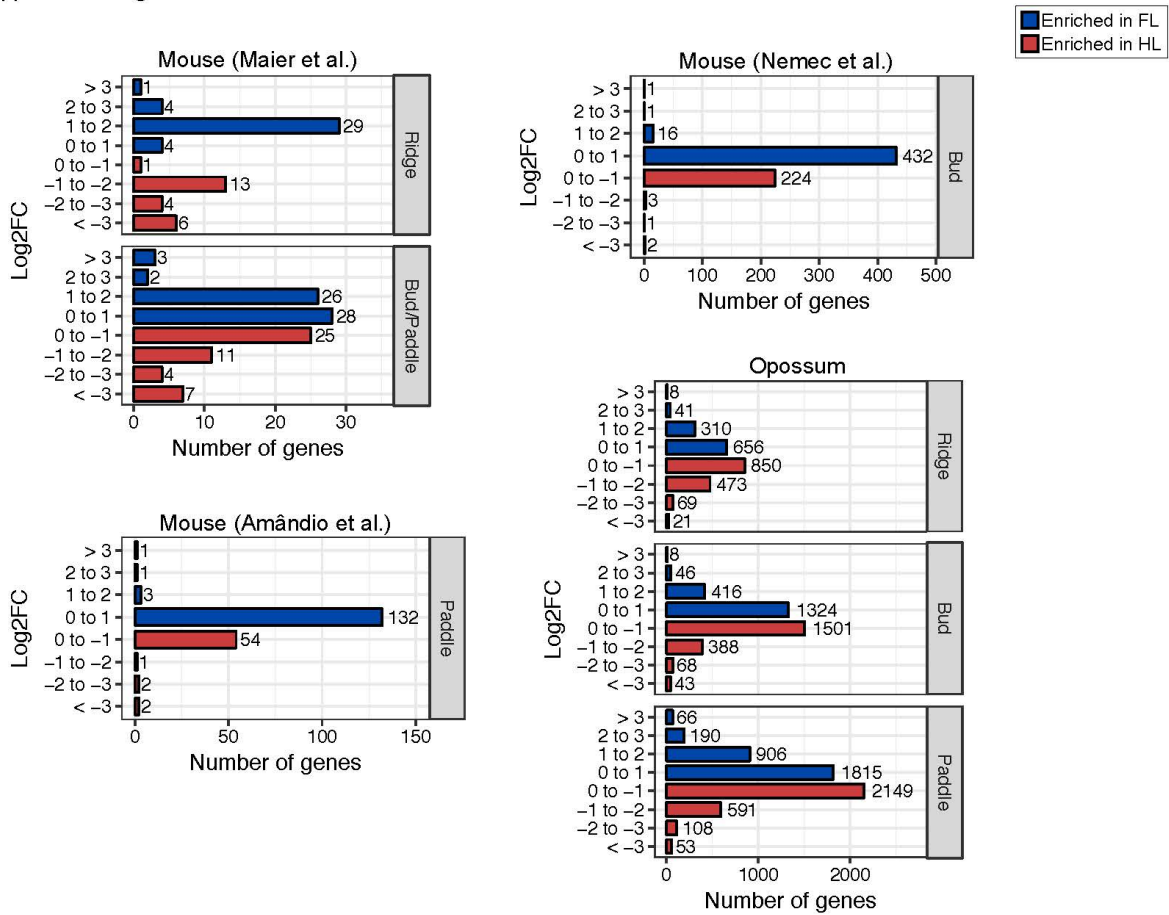 Enriched in FL
Enriched in HL
Mouse (Maier et al.)
Log2FC
> 3 1
2 to 3 4
1 to 2 29
0 to 1 4
0 to −1 1
−1 to −2 13
−2 to −3 4
< −3 6
Ridge
> 3 3
2 to 3 2
1 to 2 26
0 to 1 28
0 to −1 25
−1 to −2 11
−2 to −3 4
< −3 7
Bud/Paddle
0 10 20 30
Number of genes
Mouse (Nemec et al.)
Log2FC
> 3 1
2 to 3 1
1 to 2 16
0 to 1 432
0 to −1 224
−1 to −2 3
−2 to −3 1
< −3 2
Bud
0 100 200 300 400 500
Number of genes
Mouse (Amândio et al.)
Log2FC
> 3 1
2 to 3 1
1 to 2 3
0 to 1 132
0 to −1 54
−1 to −2 1
−2 to −3 2
< −3 2
Paddle
0 50 100 150
Number of genes
Opossum
Log2FC
> 3 8
2 to 3 41
1 to 2 310
0 to 1 656
0 to −1 850
−1 to −2 473
−2 to −3 69
< −3 21
Ridge
> 3 8
2 to 3 46
1 to 2 416
0 to 1 1324
0 to −1 1501
−1 to −2 388
−2 to −3 68
< −3 43
Bud
> 3 66
2 to 3 190
1 to 2 906
0 to 1 1815
0 to −1 2149
−1 to −2 591
−2 to −3 108
< −3 53
Paddle
0 1000 2000
Number of genes